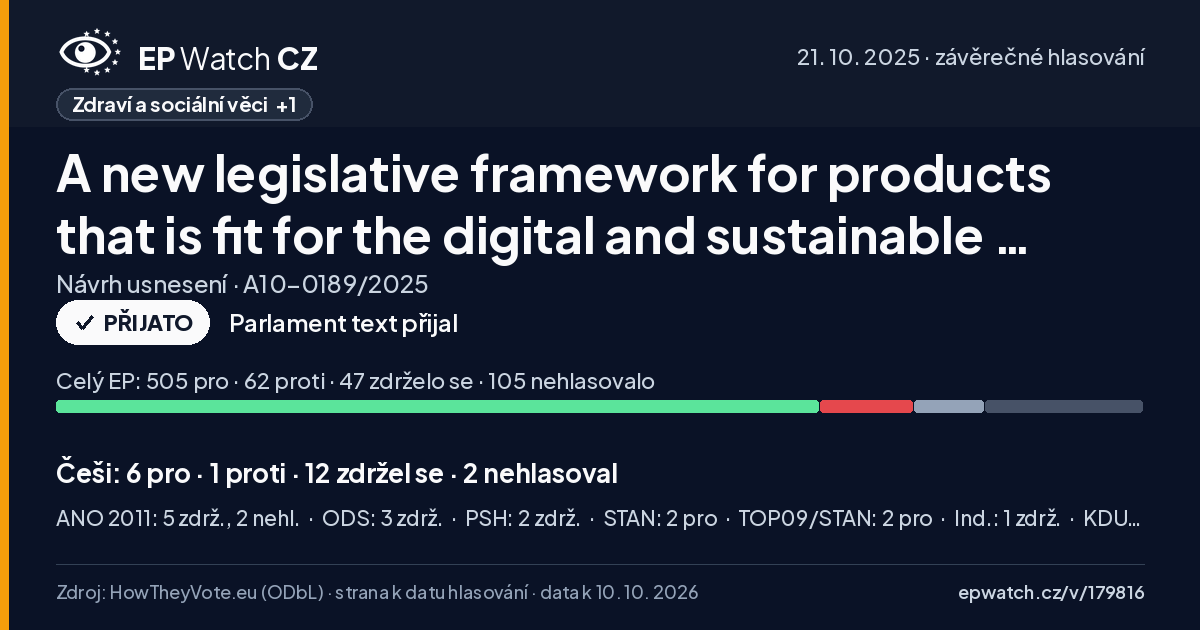 EP Watch CZ
21. 10. 2025 · závěrečné hlasování
Zdraví a sociální věci +1
A new legislative framework for products
that is fit for the digital and sustainable …
Návrh usnesení · A10-0189/2025
✓ PŘIJATO Parlament text přijal
Celý EP: 505 pro · 62 proti · 47 zdrželo se · 105 nehlasovalo
Češi: 6 pro · 1 proti · 12 zdržel se · 2 nehlasoval
ANO 2011: 5 zdrž., 2 nehl. · ODS: 3 zdrž. · PSH: 2 zdrž. · STAN: 2 pro · TOP09/STAN: 2 pro · Ind.: 1 zdrž. · KDU…
Zdroj: HowTheyVote.eu (ODbL) · strana k datu hlasování · data k 10. 10. 2026
epwatch.cz/v/179816